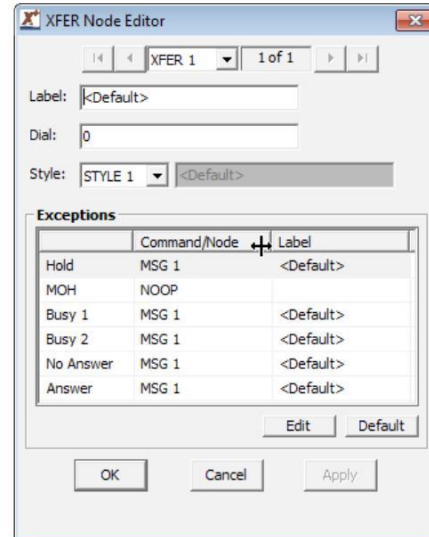 XFER Node Editor
XFER 1 1 of 1
Label: <Default>
Dial: 0
Style: STYLE 1 <Default>
Exceptions
Command/Node Label
Hold MSG 1 <Default>
MOH NOOP
Busy 1 MSG 1 <Default>
Busy 2 MSG 1 <Default>
No Answer MSG 1 <Default>
Answer MSG 1 <Default>
Edit Default
OK Cancel Apply